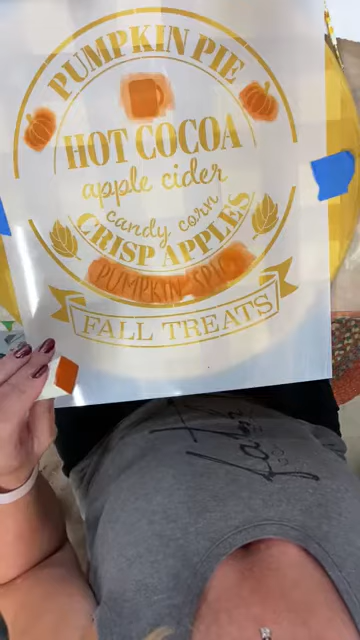 PUMPKIN PIE
HOT COCOA
apple cider
candy corn
CRISP APPLES
PUMPKIN SPICE
FALL TREATS